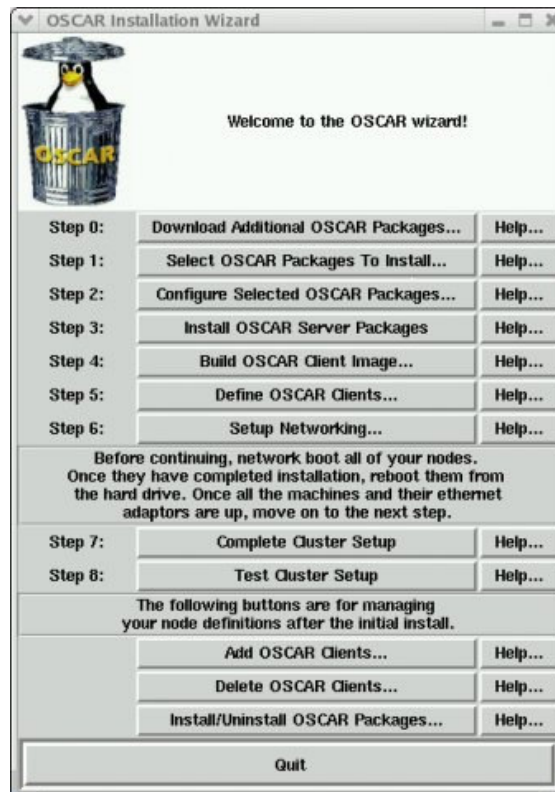 OSCAR Installation Wizard
OSCAR
Welcome to the OSCAR wizard!
Step 0: Download Additional OSCAR Packages... Help...
Step 1: Select OSCAR Packages To Install... Help...
Step 2: Configure Selected OSCAR Packages... Help...
Step 3: Install OSCAR Server Packages Help...
Step 4: Build OSCAR Client Image... Help...
Step 5: Define OSCAR Clients... Help...
Step 6: Setup Networking... Help...
Before continuing, network boot all of your nodes.
Once they have completed installation, reboot them from
the hard drive. Once all the machines and their ethernet
adaptors are up, move on to the next step.
Step 7: Complete Cluster Setup Help...
Step 8: Test Cluster Setup Help...
The following buttons are for managing
your node definitions after the initial install.
Add OSCAR Clients... Help...
Delete OSCAR Clients... Help...
Install/Uninstall OSCAR Packages... Help...
Quit